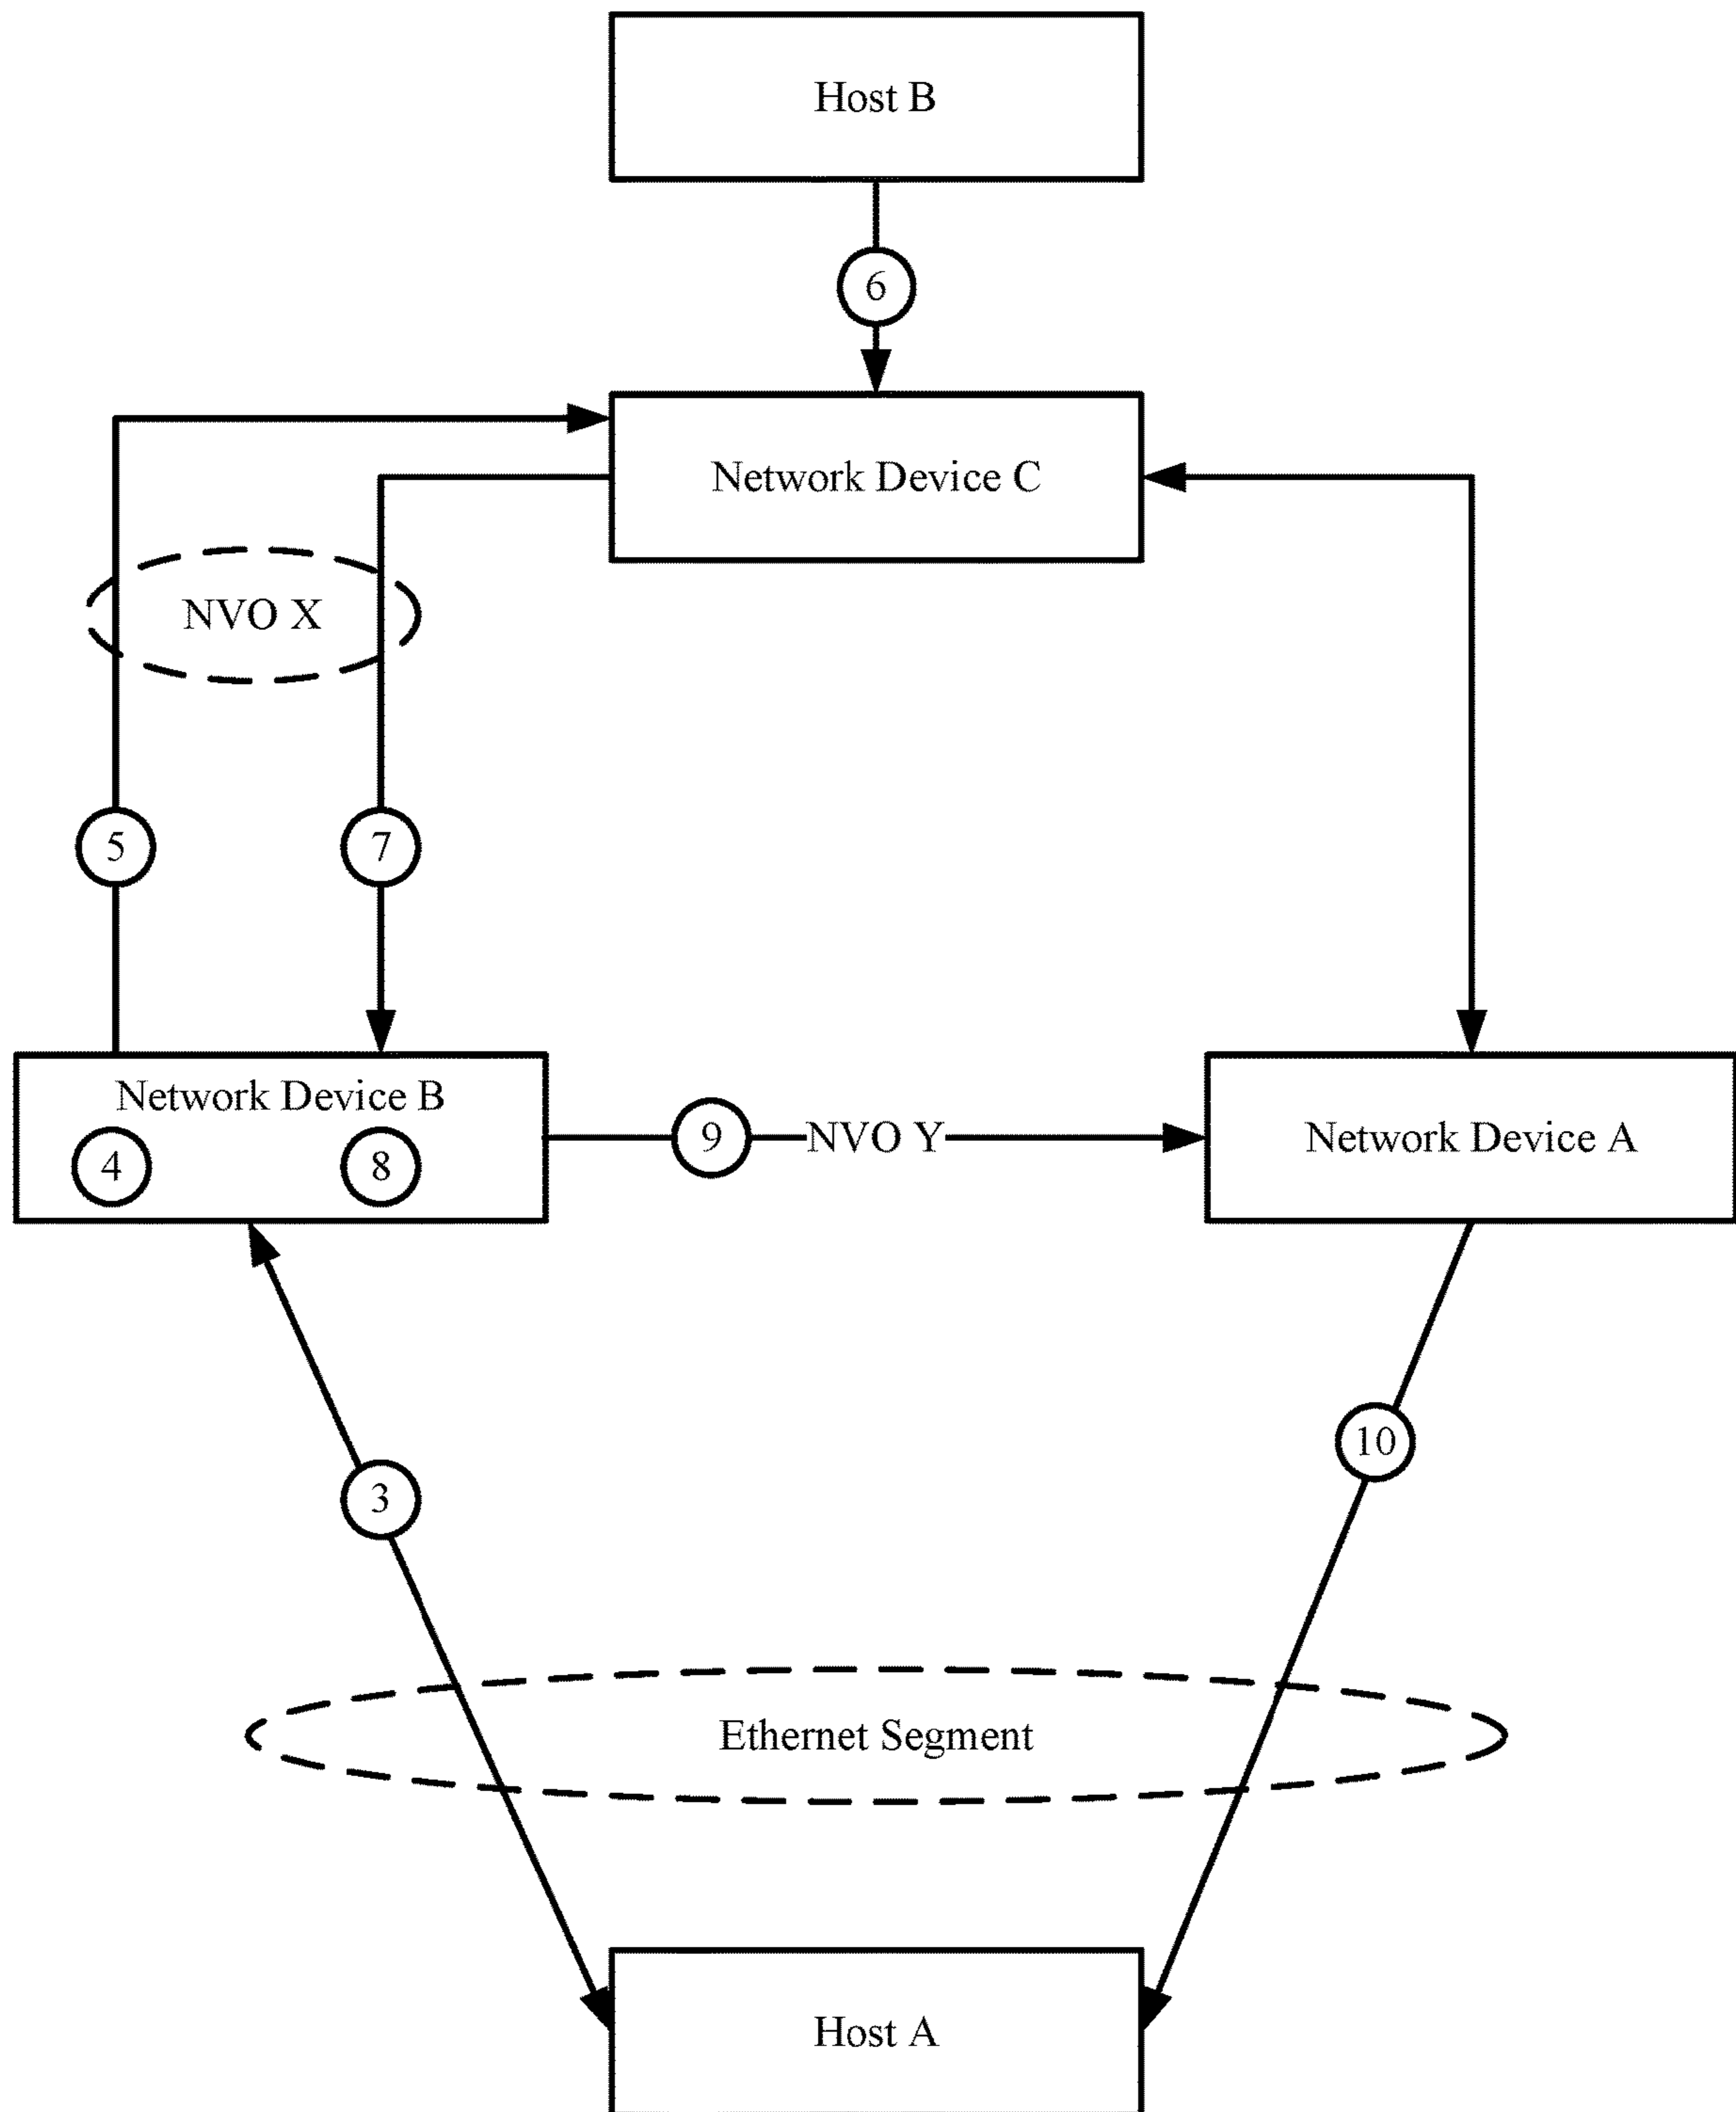 Host B
6
Network Device C
NVO X
5
7
Network Device B
4
8
9
NVO Y
Network Device A
10
3
Ethernet Segment
Host A